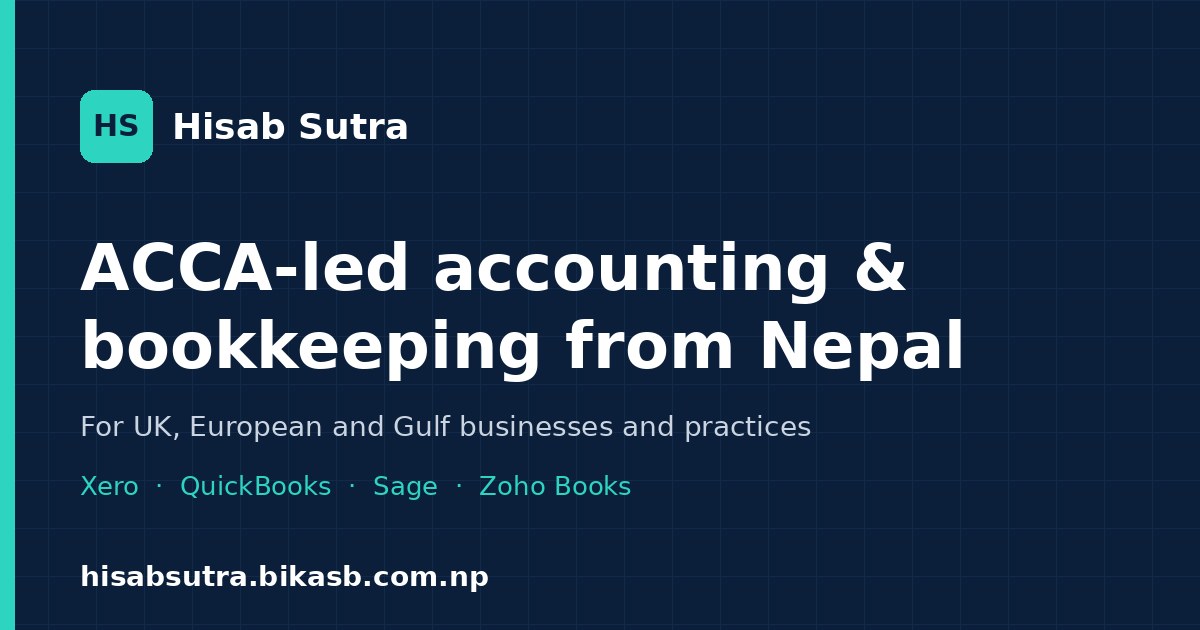 HS
Hisab Sutra
ACCA-led accounting &
bookkeeping from Nepal
For UK, European and Gulf businesses and practices
Xero · QuickBooks · Sage · Zoho Books
hisabsutra.bikasb.com.np